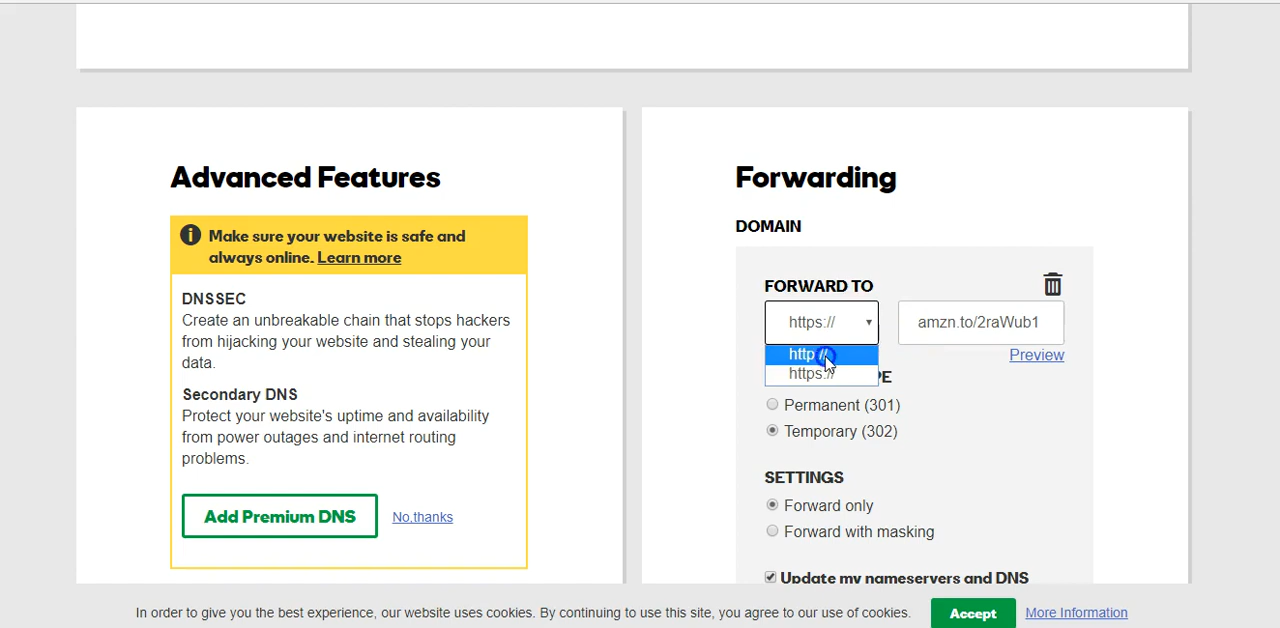 Advanced Features
Make sure your website is safe and
always online. Learn more
DNSSEC
Create an unbreakable chain that stops hackers
from hijacking your website and stealing your
data.
Secondary DNS
Protect your website's uptime and availability
from power outages and internet routing
problems.
Add Premium DNS
No,thanks
Forwarding
DOMAIN
FORWARD TO
https://
amzn.to/2raWub1
http://
Preview
https://
Permanent (301)
Temporary (302)
SETTINGS
Forward only
Forward with masking
Update my nameservers and DNS
In order to give you the best experience, our website uses cookies. By continuing to use this site, you agree to our use of cookies.
Accept
More Information